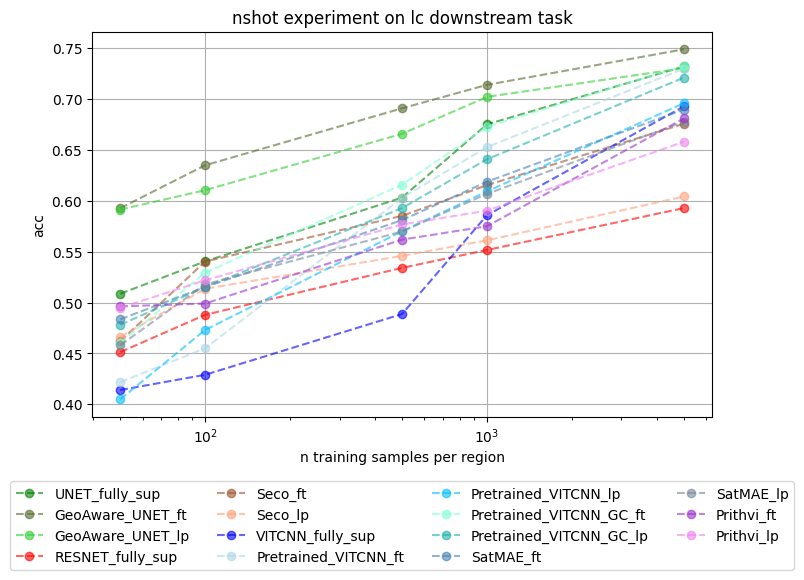 nshot experiment on lc downstream task
0.75
0.70
0.65
0.60
0.55
0.50
0.45
0.40
acc
10²
10³
n training samples per region
UNET_fully_sup
GeoAware_UNET_ft
GeoAware_UNET_lp
RESNET_fully_sup
Seco_ft
Seco_lp
VITCNN_fully_sup
Pretrained_VITCNN_ft
Pretrained_VITCNN_lp
Pretrained_VITCNN_GC_ft
Pretrained_VITCNN_GC_lp
SatMAE_ft
SatMAE_lp
Prithvi_ft
Prithvi_lp